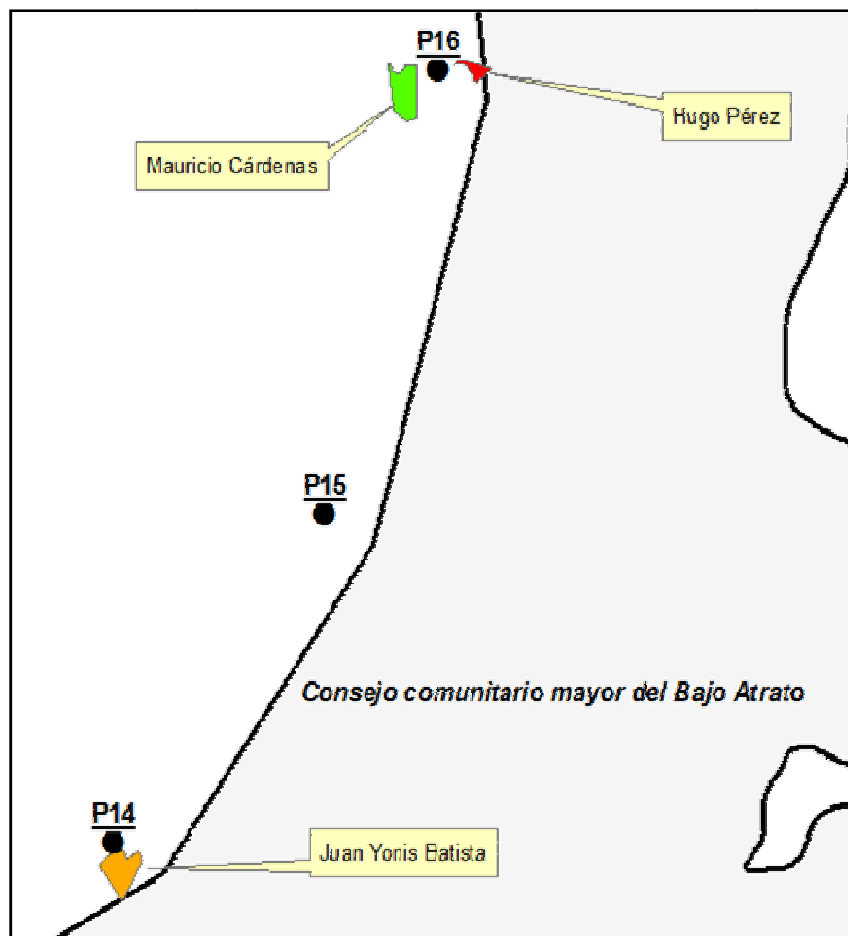 P16
Hugo Pérez
Mauricio Cárdenas
P15
Consejo comunitario mayor del Bajo Atrato
P14
Juan Yoris Batista